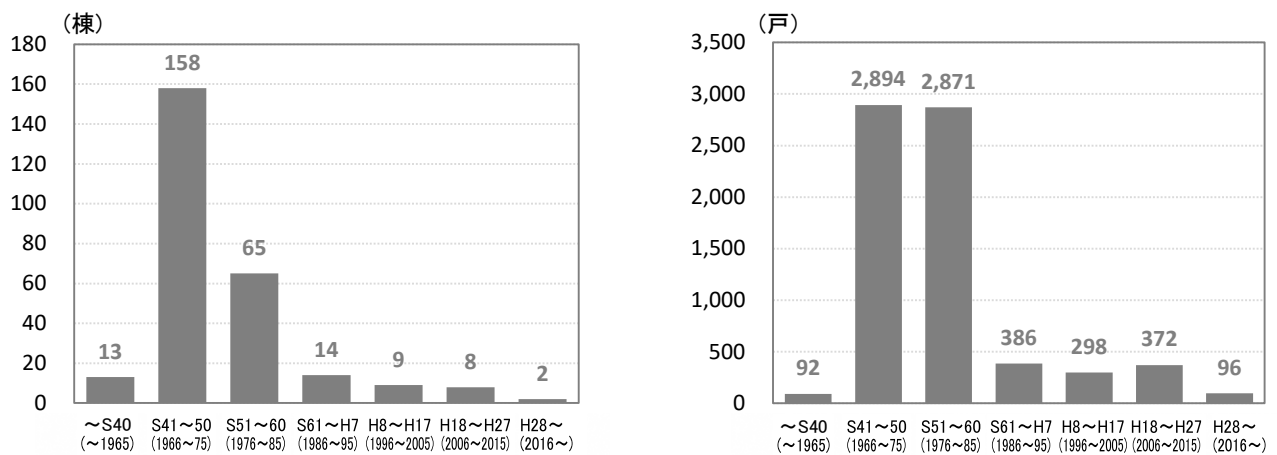 （棟）
180
160
140
120
100
80
60
40
20
0
158
65
13
14
9
8
2
～S40
S41～50
S51～60
S61～H7
H8～H17
H18～H27
H28～
(～1965)
(1966～75)
(1976～85)
(1986～95)
(1996～2005)
(2006～2015)
(2016～)
（戸）
3,500
3,000
2,500
2,000
1,500
1,000
500
0
2,894
2,871
92
386
298
372
96
～S40
S41～50
S51～60
S61～H7
H8～H17
H18～H27
H28～
(～1965)
(1966～75)
(1976～85)
(1986～95)
(1996～2005)
(2006～2015)
(2016～)